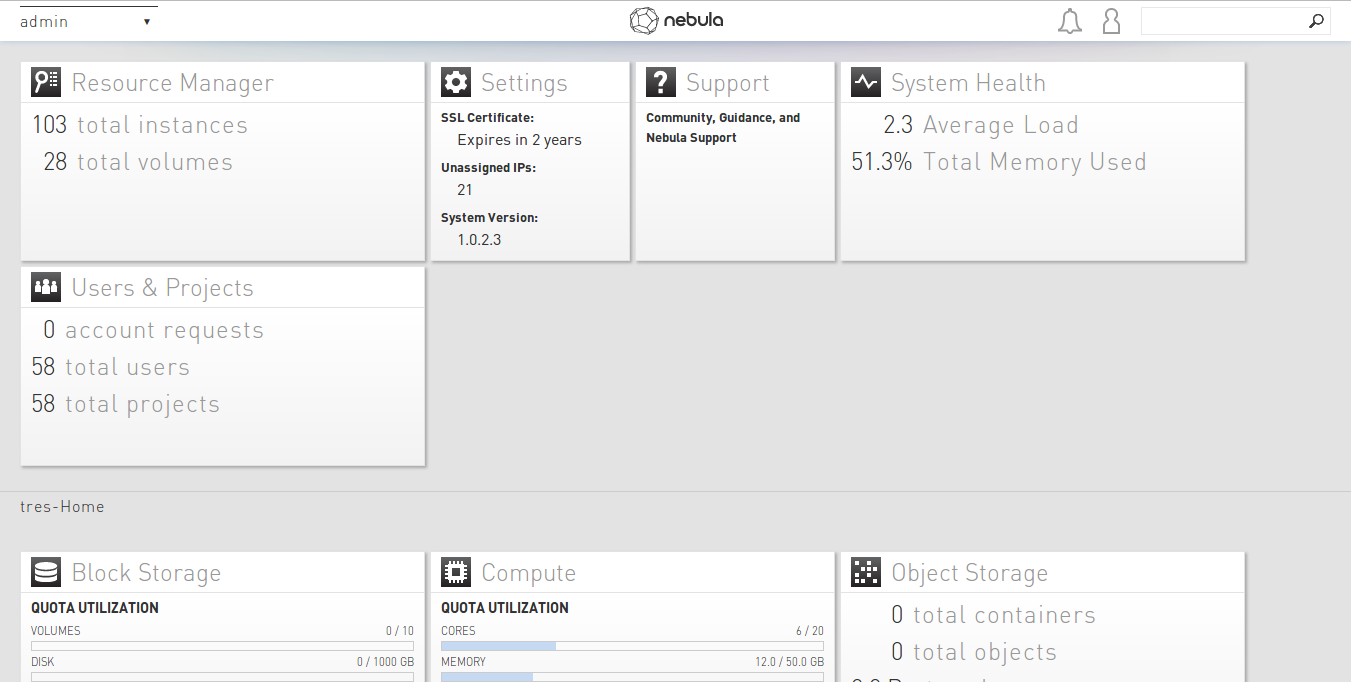 admin
nebula
Resource Manager
103 total instances
28 total volumes
Settings
SSL Certificate:
Expires in 2 years
Unassigned IPs:
21
System Version:
1.0.2.3
Support
Community, Guidance, and
Nebula Support
System Health
2.3 Average Load
51.3% Total Memory Used
Users & Projects
0 account requests
58 total users
58 total projects
tres-Home
Block Storage
QUOTA UTILIZATION
VOLUMES 0 / 10
DISK 0 / 1000 GB
Compute
QUOTA UTILIZATION
CORES 6 / 20
MEMORY 12.0 / 50.0 GB
Object Storage
0 total containers
0 total objects